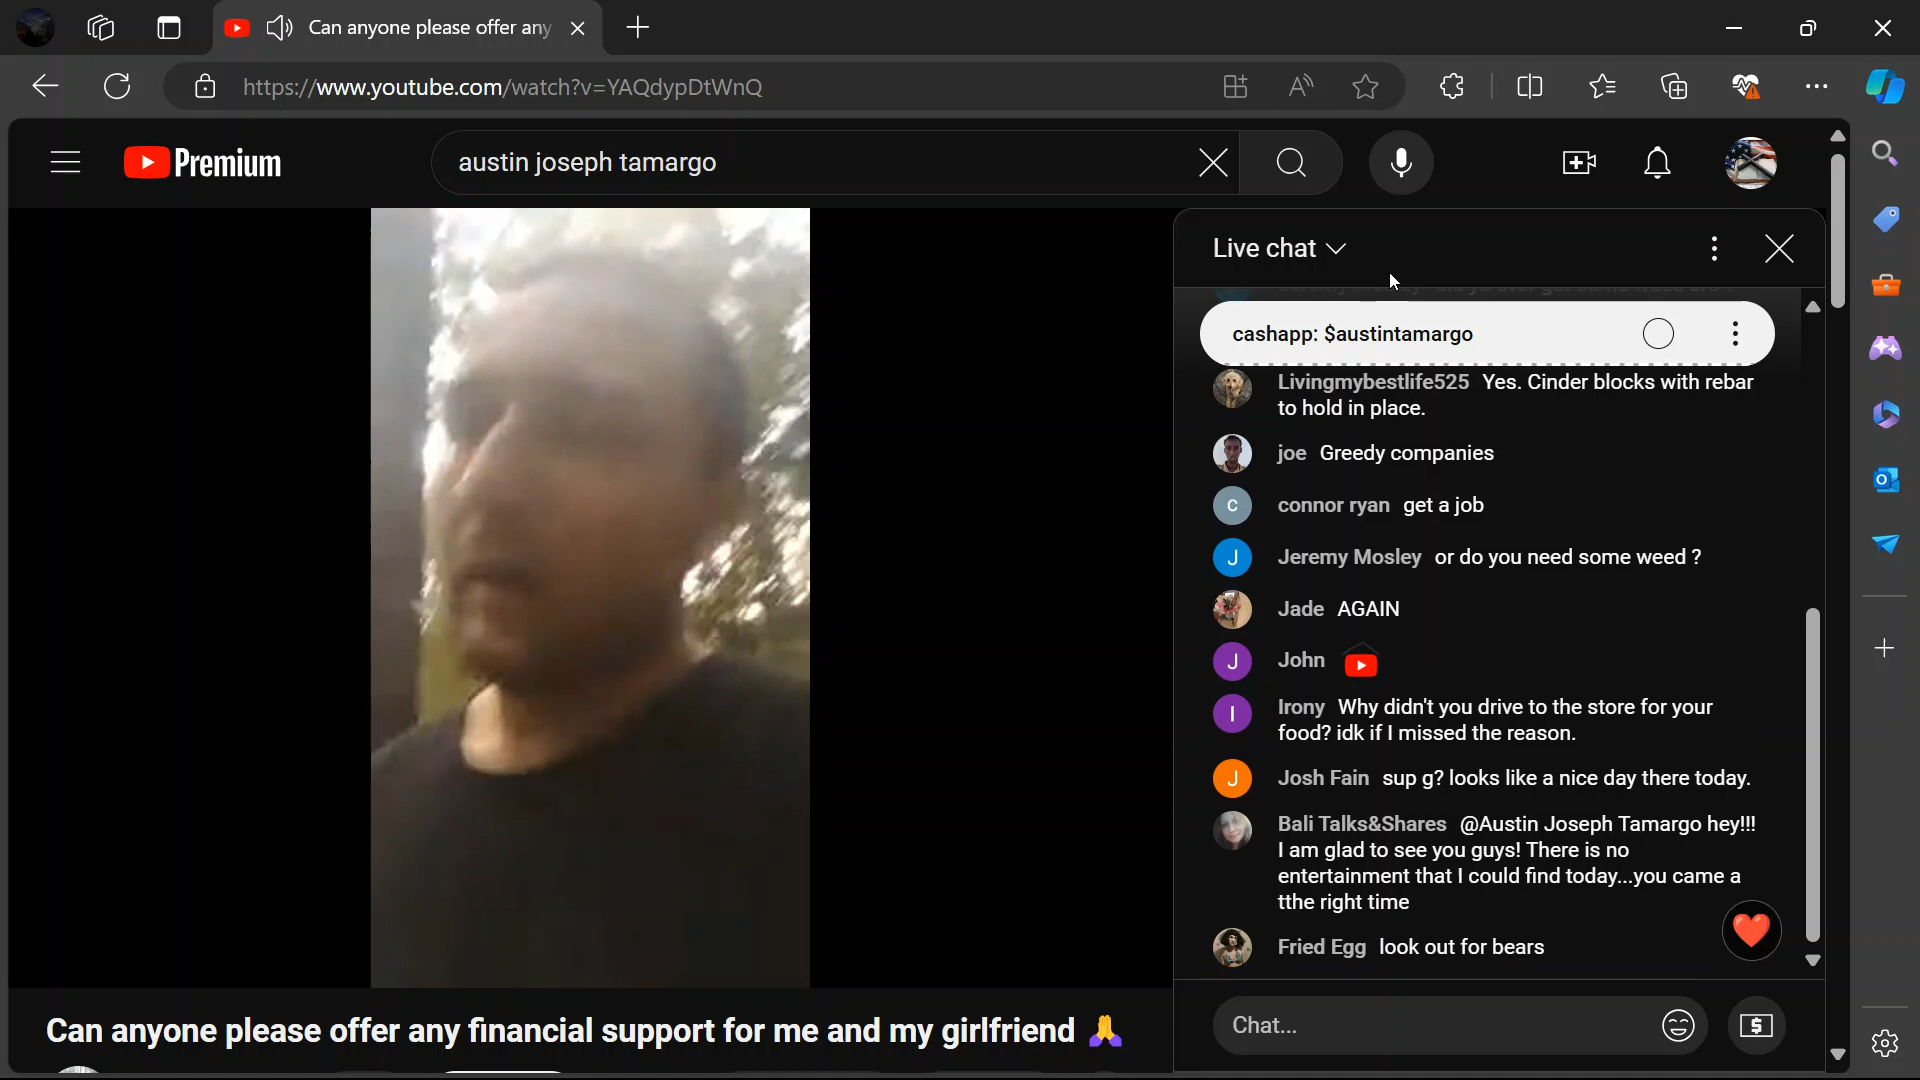 Can anyone please offer any
https://www.youtube.com/watch?v=YAQdypDtWnQ
Premium
austin joseph tamargo
Live chat
cashapp: $austintamargo
Livingmybestlife525 Yes. Cinder blocks with rebar
to hold in place.
joe Greedy companies
c connor ryan get a job
J Jeremy Mosley or do you need some weed ?
Jade AGAIN
J John
I Irony Why didn't you drive to the store for your
food? idk if I missed the reason.
J Josh Fain sup g? looks like a nice day there today.
Bali Talks&Shares @Austin Joseph Tamargo hey!!!
I am glad to see you guys! There is no
entertainment that I could find today...you came a
tthe right time
Fried Egg look out for bears
Chat...
Can anyone please offer any financial support for me and my girlfriend 🙏